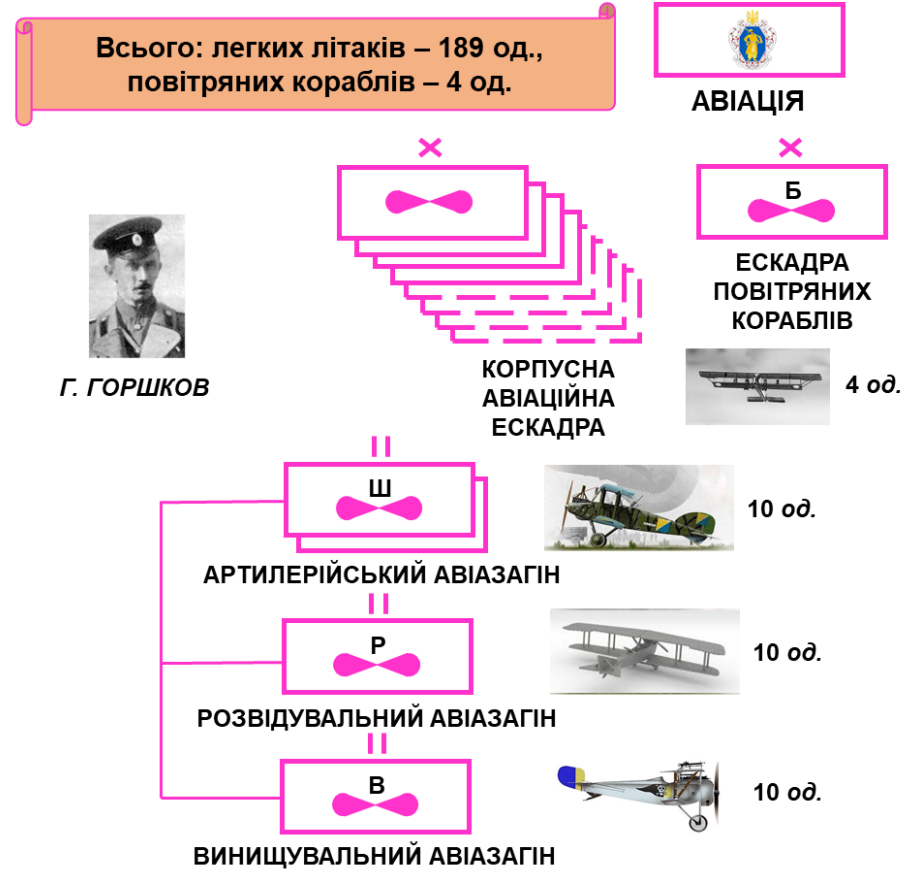 Всього: легких літаків – 189 од.,
повітряних кораблів – 4 од.
АВІАЦІЯ
Б
ЕСКАДРА
ПОВІТРЯНИХ
КОРАБЛІВ
Г. ГОРШКОВ
КОРПУСНА
АВІАЦІЙНА
ЕСКАДРА
4 од.
Ш
10 од.
АРТИЛЕРІЙСЬКИЙ АВІАЗАГІН
Р
10 од.
РОЗВІДУВАЛЬНИЙ АВІАЗАГІН
В
10 од.
ВИНИЩУВАЛЬНИЙ АВІАЗАГІН